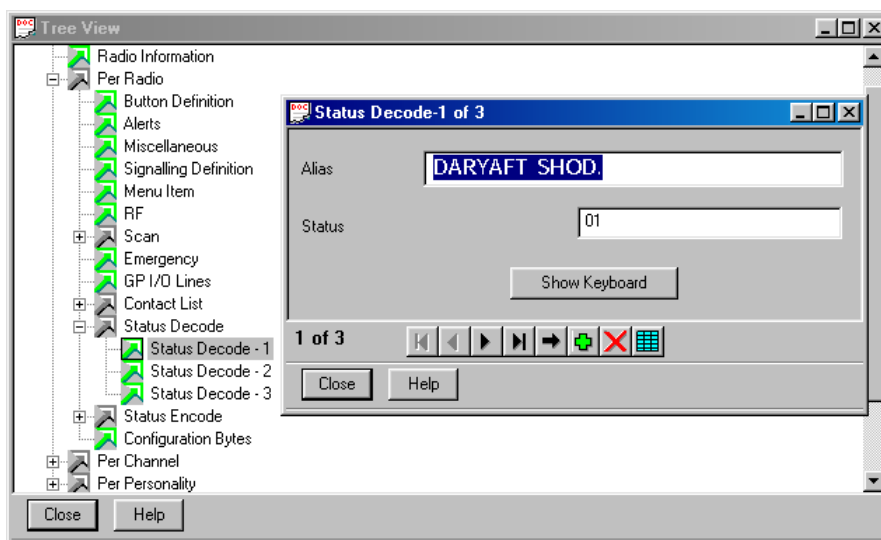 Tree View
Radio Information
Per Radio
Button Definition
Alerts
Miscellaneous
Signalling Definition
Menu Item
RF
Scan
Emergency
GP I/O Lines
Contact List
Status Decode
Status Decode - 1
Status Decode - 2
Status Decode - 3
Status Encode
Configuration Bytes
Per Channel
Per Personality
Close Help
Status Decode-1 of 3
Alias DARYAFT SHOD.
Status 01
Show Keyboard
1 of 3
Close Help